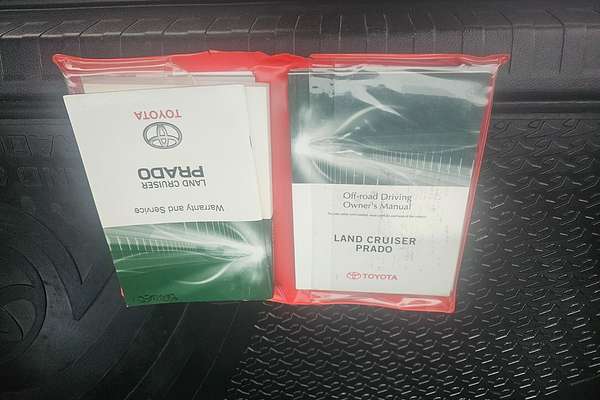 TOYOTA
LAND CRUISER
PRADO
Warranty and Service
Off-road Driving
Owner's Manual
LAND CRUISER
PRADO
TOYOTA